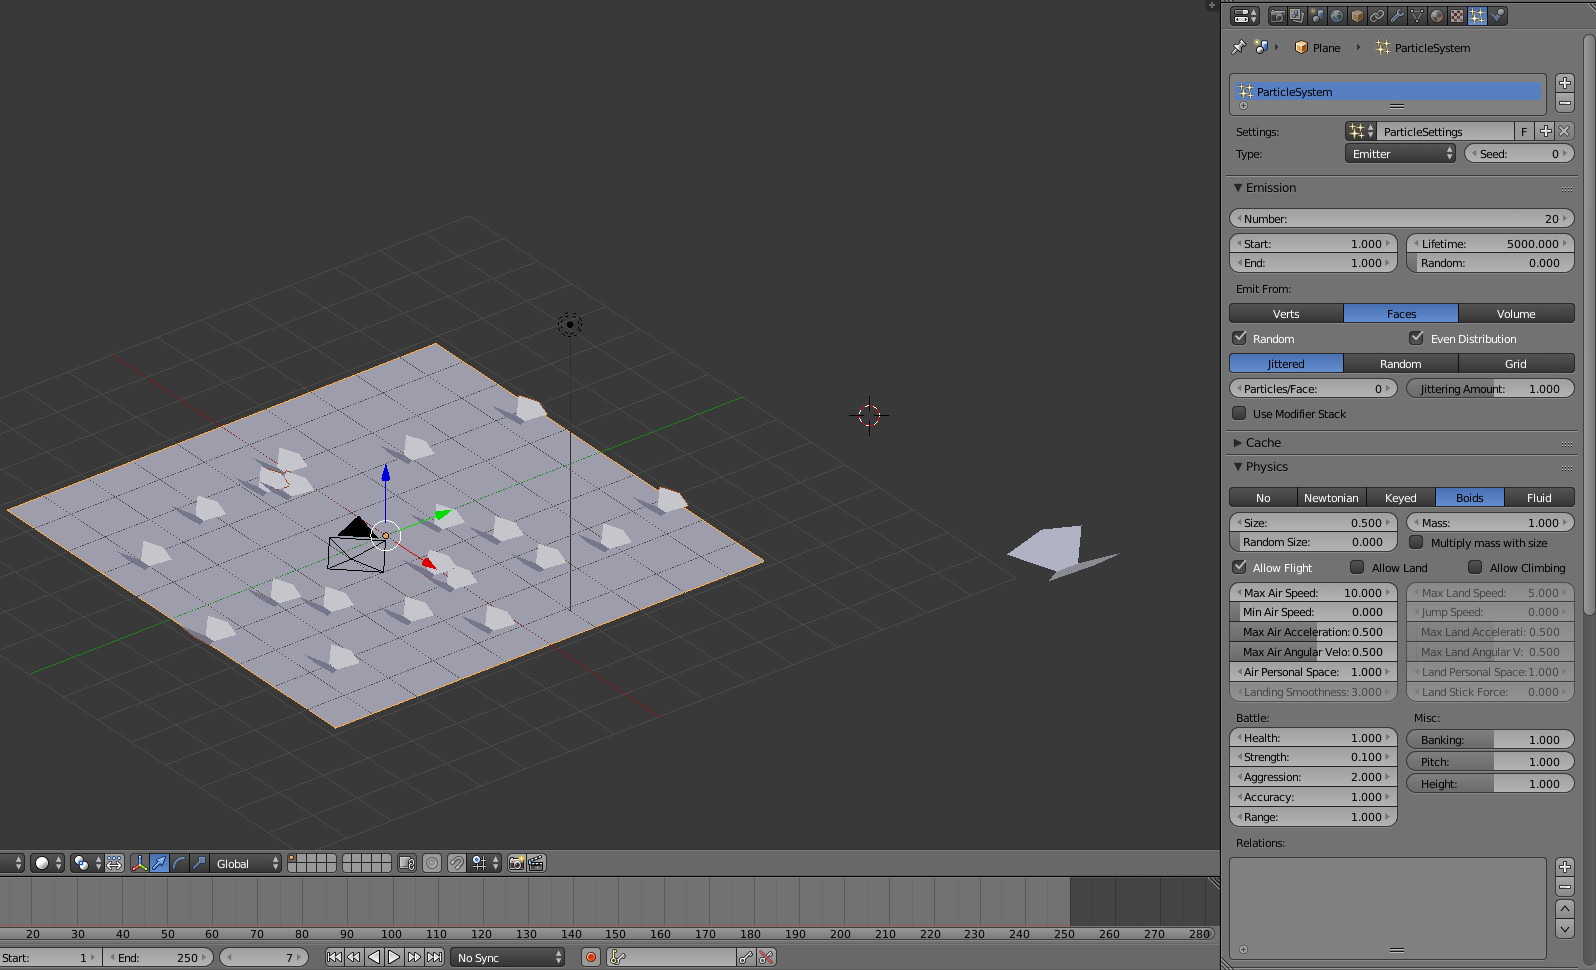 Plane ParticleSystem
ParticleSystem
Settings: ParticleSettings F
Type: Emitter Seed: 0
Emission
Number: 20
Start: 1.000 Lifetime: 5000.000
End: 1.000 Random: 0.000
Emit From:
Verts Faces Volume
Random Even Distribution
Jittered Random Grid
Particles/Face: 0 Jittering Amount: 1.000
Use Modifier Stack
Cache
Physics
No Newtonian Keyed Boids Fluid
Size: 0.500 Mass: 1.000
Random Size: 0.000 Multiply mass with size
Allow Flight Allow Land Allow Climbing
Max Air Speed: 10.000 Max Land Speed: 5.000
Min Air Speed: 0.000 Jump Speed: 0.000
Max Air Acceleration: 0.500 Max Land Accelerati: 0.500
Max Air Angular Velo: 0.500 Max Land Angular V: 0.500
Air Personal Space: 1.000 Land Personal Space: 1.000
Landing Smoothness: 3.000 Land Stick Force: 0.000
Battle: Misc:
Health: 1.000 Banking: 1.000
Strength: 0.100 Pitch: 1.000
Aggression: 2.000 Height: 1.000
Accuracy: 1.000
Range: 1.000
Relations:
Global
20 30 40 50 60 70 80 90 100 110 120 130 140 150 160 170 180 190 200 210 220 230 240 250 260 270 280
Start: 1 End: 250 7 No Sync